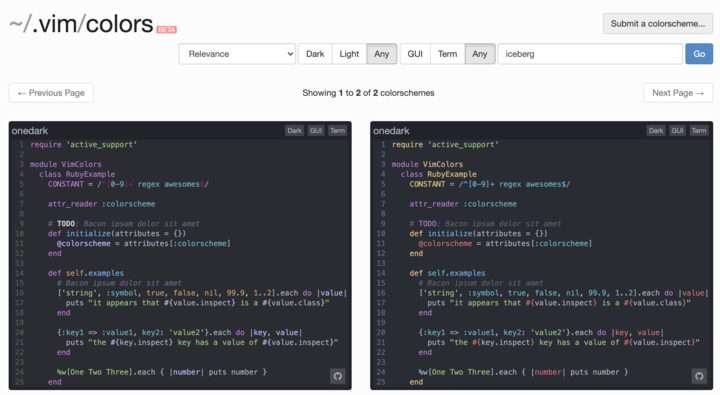 ~/.vim/colors BETA
Submit a colorscheme...
Relevance Dark Light Any GUI Term Any iceberg Go
← Previous Page
Showing 1 to 2 of 2 colorschemes
Next Page →
onedark Dark GUI Term
1 require 'active_support'
2
3 module VimColors
4 class RubyExample
5 CONSTANT = /^[0-9]+ regex awesomes$/
6
7 attr_reader :colorscheme
8
9 # TODO: Bacon ipsum dolor sit amet
10 def initialize(attributes = {})
11 @colorscheme = attributes[:colorscheme]
12 end
13
14 def self.examples
15 # Bacon ipsum dolor sit amet
16 ['string', :symbol, true, false, nil, 99.9, 1..2].each do |value|
17 puts "it appears that #{value.inspect} is a #{value.class}"
18 end
19
20 {:key1 => :value1, key2: 'value2'}.each do |key, value|
21 puts "the #{key.inspect} key has a value of #{value.inspect}"
22 end
23
24 %w[One Two Three].each { |number| puts number }
25 end
onedark Dark GUI Term
1 require 'active_support'
2
3 module VimColors
4 class RubyExample
5 CONSTANT = /^[0-9]+ regex awesomes$/
6
7 attr_reader :colorscheme
8
9 # TODO: Bacon ipsum dolor sit amet
10 def initialize(attributes = {})
11 @colorscheme = attributes[:colorscheme]
12 end
13
14 def self.examples
15 # Bacon ipsum dolor sit amet
16 ['string', :symbol, true, false, nil, 99.9, 1..2].each do |value|
17 puts "it appears that #{value.inspect} is a #{value.class}"
18 end
19
20 {:key1 => :value1, key2: 'value2'}.each do |key, value|
21 puts "the #{key.inspect} key has a value of #{value.inspect}"
22 end
23
24 %w[One Two Three].each { |number| puts number }
25 end